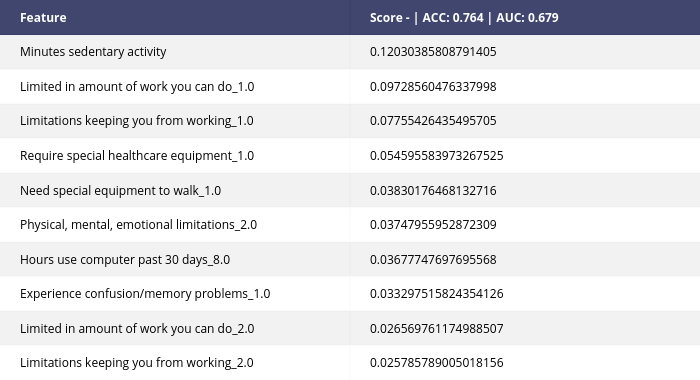 Feature Score - | ACC: 0.764 | AUC: 0.679
Minutes sedentary activity 0.12030385808791405
Limited in amount of work you can do_1.0 0.09728560476337998
Limitations keeping you from working_1.0 0.07755426435495705
Require special healthcare equipment_1.0 0.054595583973267525
Need special equipment to walk_1.0 0.03830176468132716
Physical, mental, emotional limitations_2.0 0.03747955952872309
Hours use computer past 30 days_8.0 0.03677747697695568
Experience confusion/memory problems_1.0 0.033297515824354126
Limited in amount of work you can do_2.0 0.026569761174988507
Limitations keeping you from working_2.0 0.025785789005018156